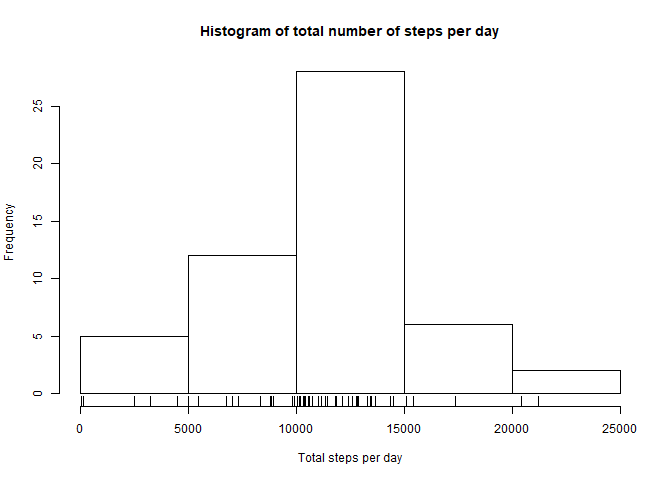 Histogram of total number of steps per day
Frequency
25
20
15
10
5
0
0 5000 10000 15000 20000 25000
Total steps per day